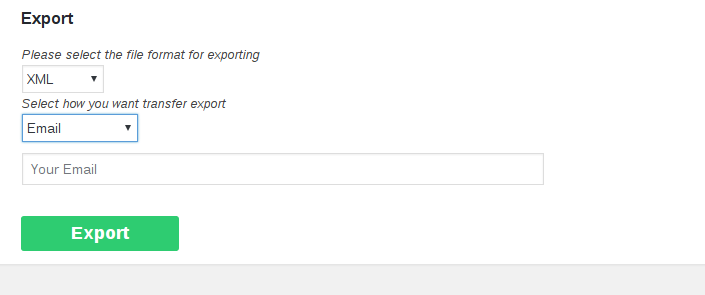 Export
Please select the file format for exporting
XML
Select how you want transfer export
Email
Your Email
Export